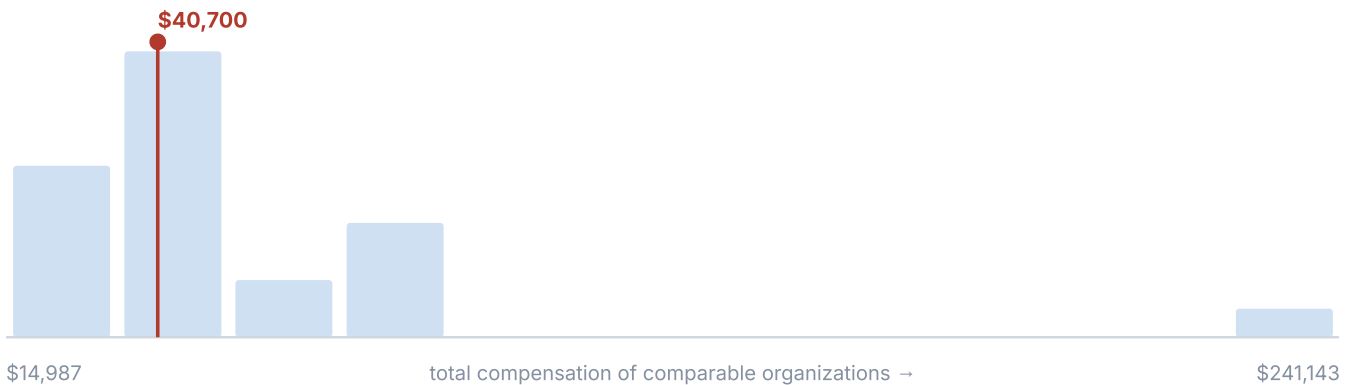 $40,700
$14,987 total compensation of comparable organizations → $241,143